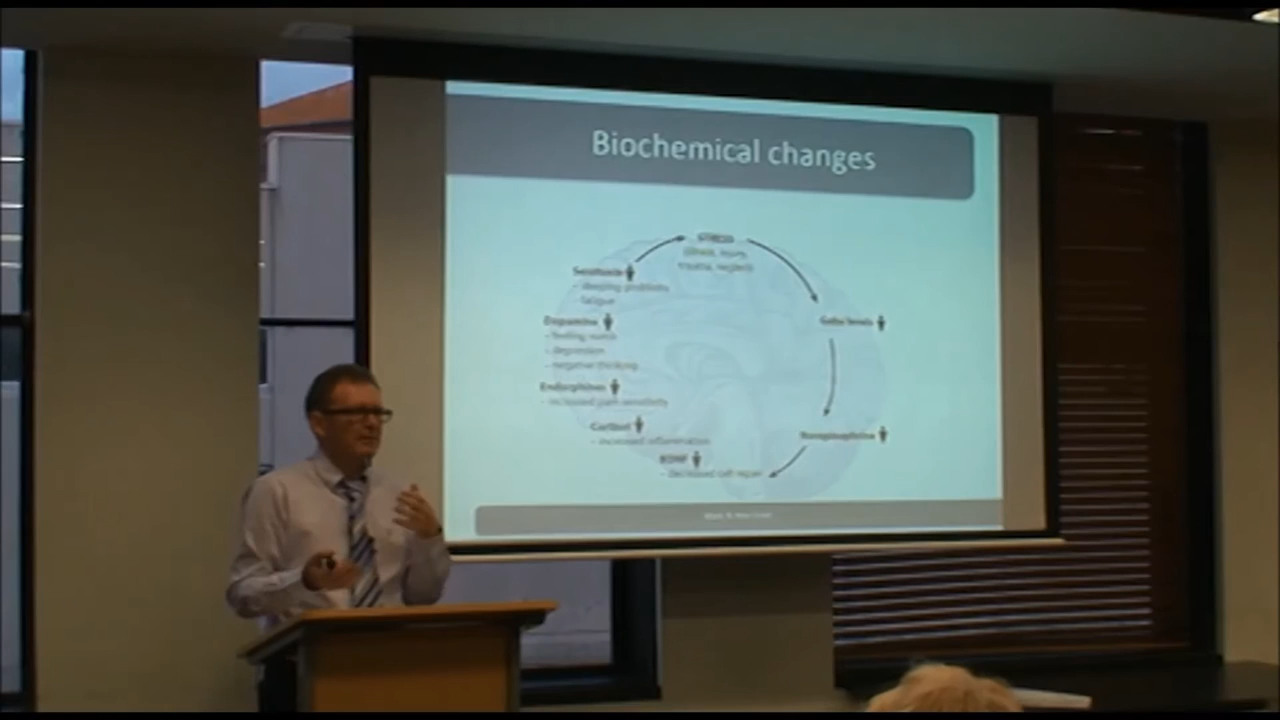 Biochemical changes
STRESS
(illness, injury,
trauma, neglect)
Serotonin
- sleeping problems
- fatigue
Dopamine
- feeling numb
- depression
- negative thinking
Endorphines
- increased pain sensitivity
Cortisol
- increased inflammation
BDNF
- decreased cell repair
Gaba levels
Norepinephrine